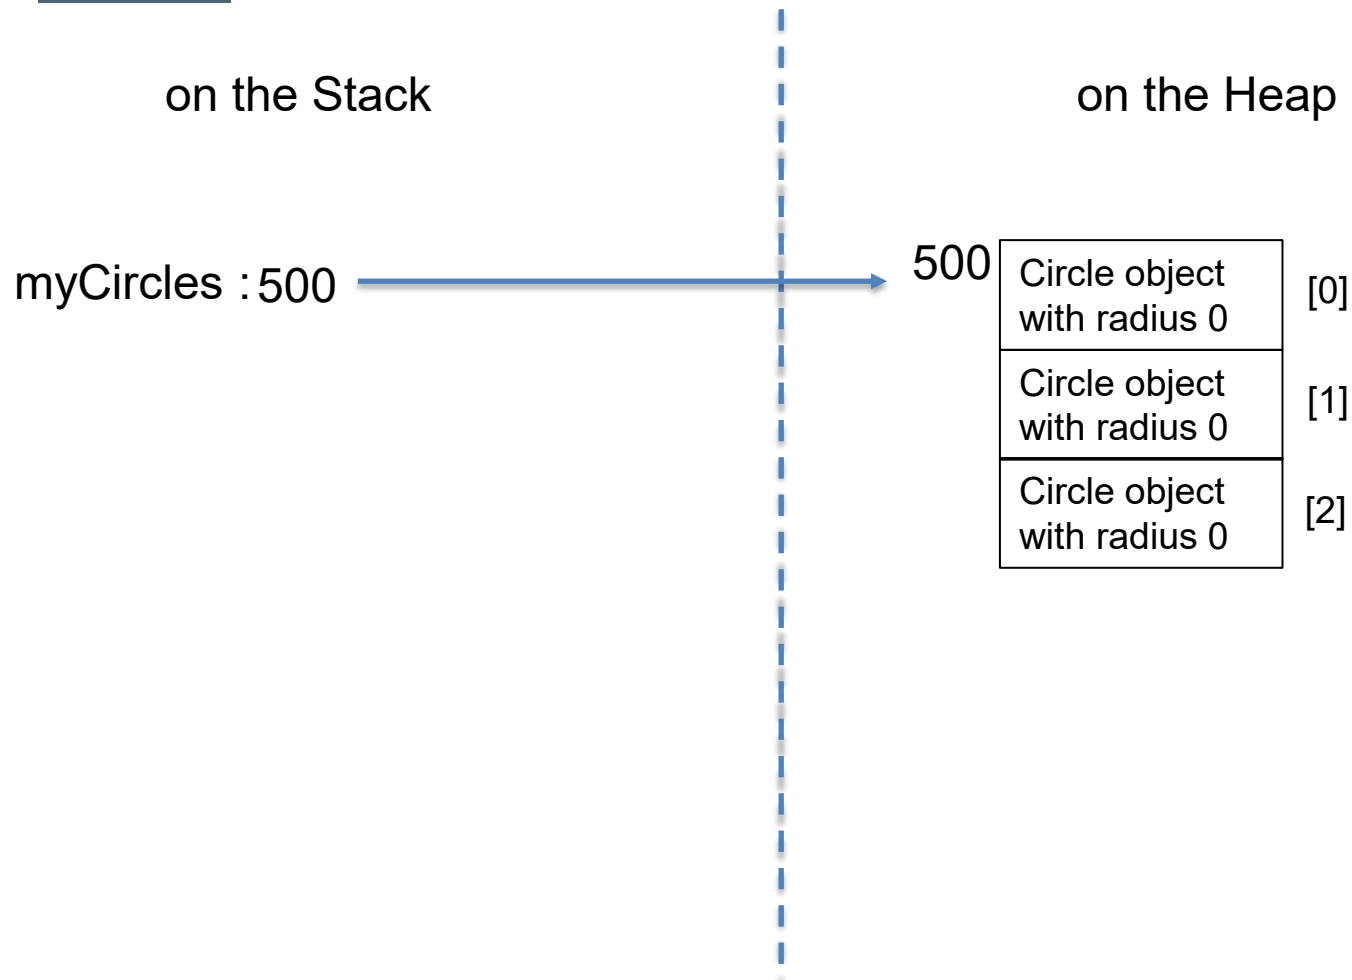 on the Stack
on the Heap
myCircles : 500
500
Circle object
with radius 0
[0]
Circle object
with radius 0
[1]
Circle object
with radius 0
[2]